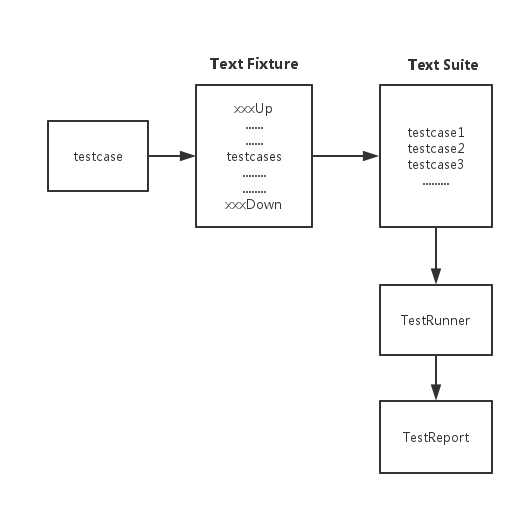 Text Fixture
Text Suite
testcase
xxxUp
......
......
testcases
........
........
xxxDown
testcase1
testcase2
testcase3
.........
TestRunner
TestReport